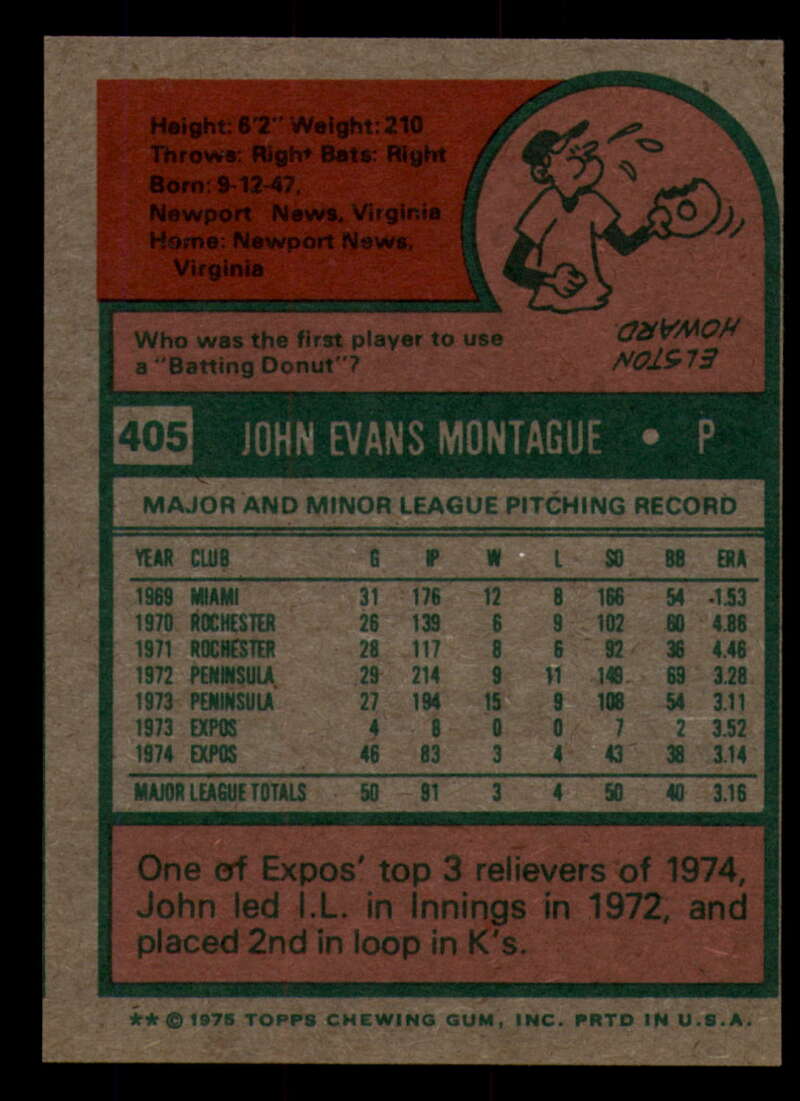 Height: 6'2" Weight: 210
Throws: Right Bats: Right
Born: 9-12-47,
Newport News, Virginia
Home: Newport News,
Virginia
Who was the first player to use
a "Batting Donut"?
ELSTON
HOWARD
405 JOHN EVANS MONTAGUE • P
MAJOR AND MINOR LEAGUE PITCHING RECORD
YEAR CLUB G IP W L SO BB ERA
1969 MIAMI 31 176 12 8 166 54 1.53
1970 ROCHESTER 26 139 6 9 102 60 4.86
1971 ROCHESTER 28 117 8 6 92 36 4.46
1972 PENINSULA 29 214 9 11 149 69 3.28
1973 PENINSULA 27 194 15 9 108 54 3.11
1973 EXPOS 4 8 0 0 7 2 3.52
1974 EXPOS 46 83 3 4 43 38 3.14
MAJOR LEAGUE TOTALS 50 91 3 4 50 40 3.16
One of Expos' top 3 relievers of 1974,
John led I.L. in Innings in 1972, and
placed 2nd in loop in K's.
** © 1975 TOPPS CHEWING GUM, INC. PRTD IN U.S.A.